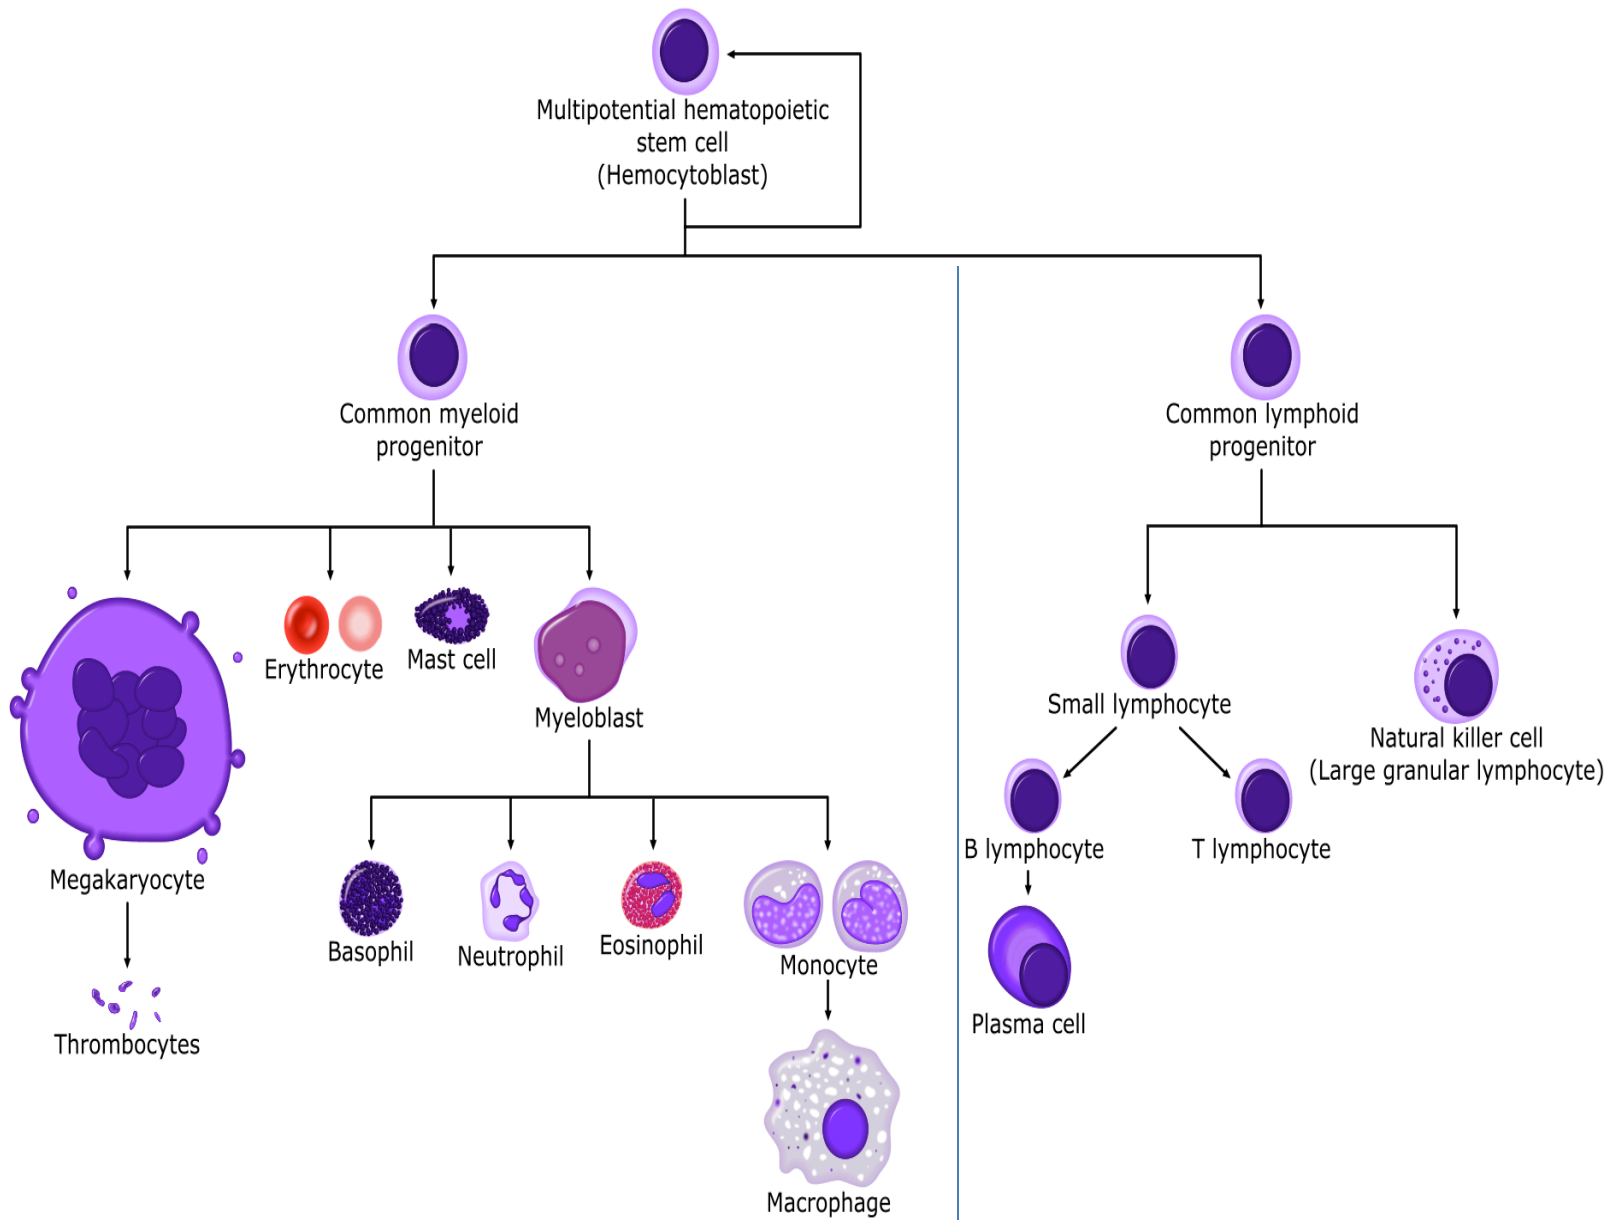 Multipotential hematopoietic
stem cell
(Hemocytoblast)
Common myeloid
progenitor
Common lymphoid
progenitor
Erythrocyte
Mast cell
Myeloblast
Small lymphocyte
Natural killer cell
(Large granular lymphocyte)
B lymphocyte
T lymphocyte
Megakaryocyte
Basophil
Neutrophil
Eosinophil
Monocyte
Plasma cell
Thrombocytes
Macrophage